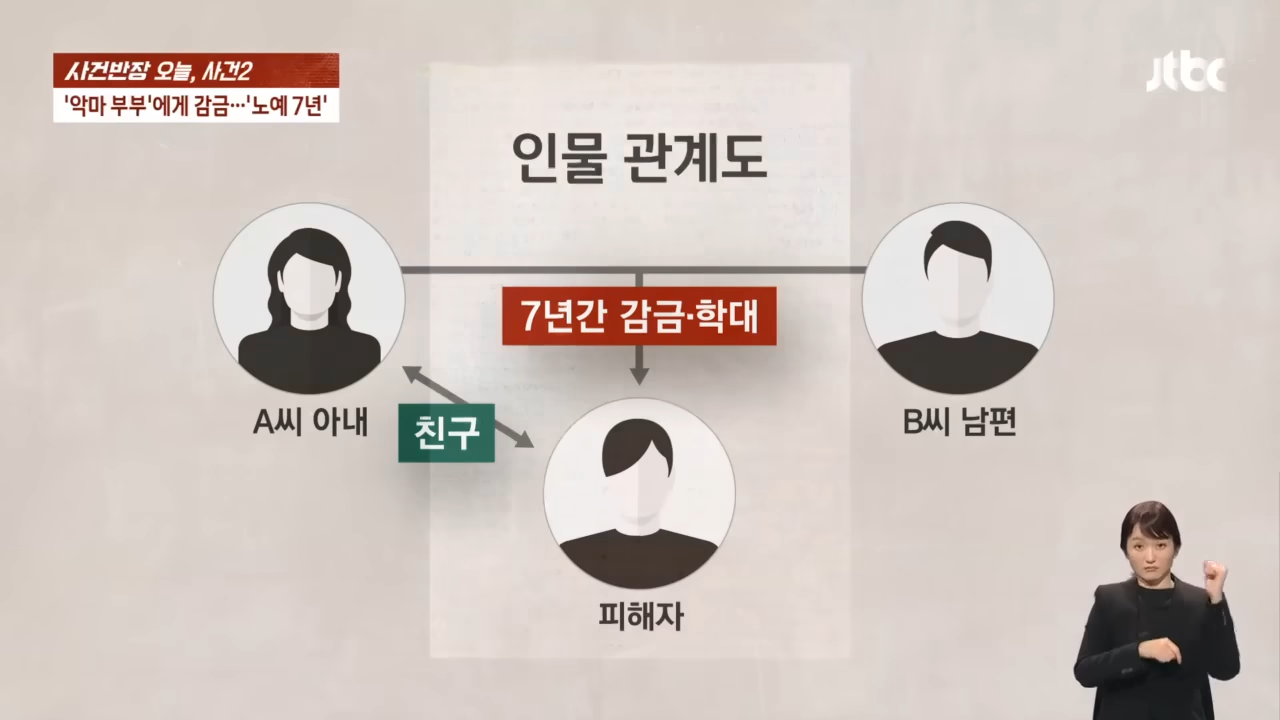 사건반장 오늘, 사건2
'악마 부부'에게 감금…'노예 7년'
jtbc
인물 관계도
7년간 감금·학대
A씨 아내
친구
B씨 남편
피해자